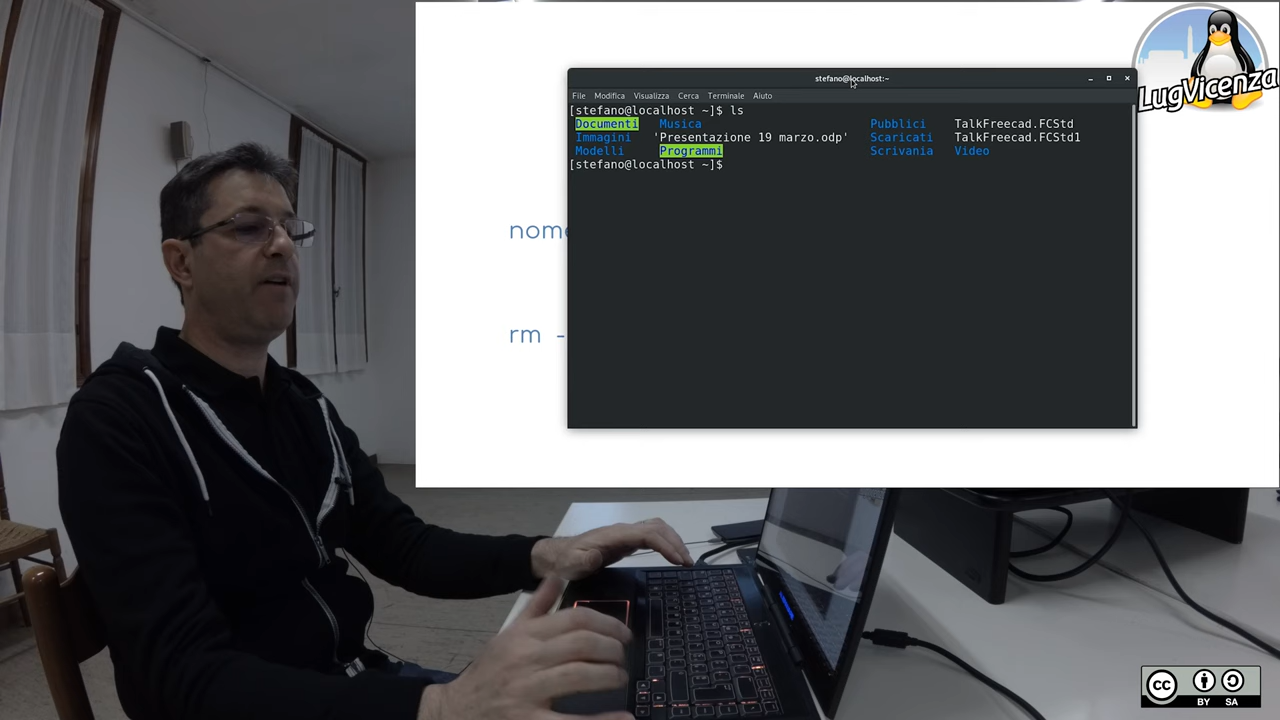 LugVicenza
stefano@localhost:~
File Modifica Visualizza Cerca Terminale Aiuto
[stefano@localhost ~]$ ls
Documenti Musica Pubblici TalkFreecad.FCStd
Immagini 'Presentazione 19 marzo.odp' Scaricati TalkFreecad.FCStd1
Modelli Programmi Scrivania Video
[stefano@localhost ~]$
nome
rm -
cc
BY SA